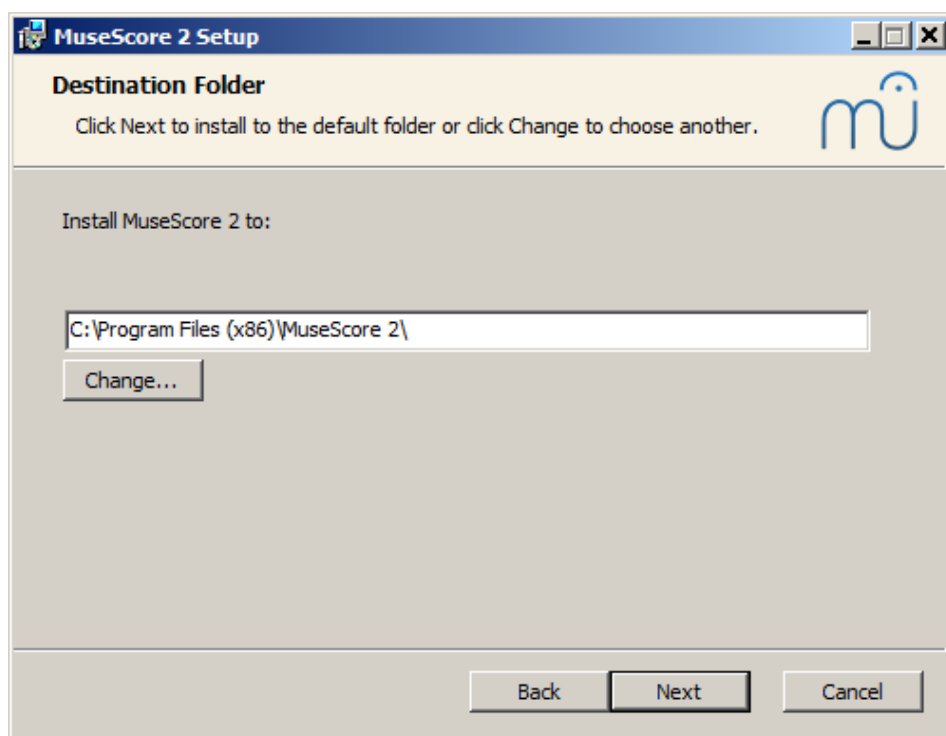 MuseScore 2 Setup
Destination Folder
Click Next to install to the default folder or click Change to choose another.
Install MuseScore 2 to:
C:\Program Files (x86)\MuseScore 2\
Change...
Back Next Cancel